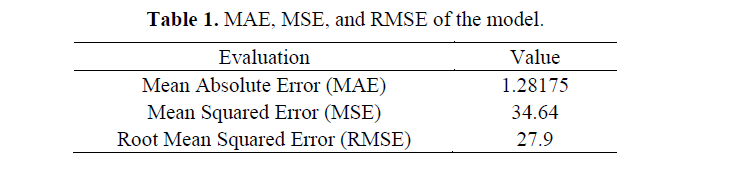 Table 1. MAE, MSE, and RMSE of the model.
Evaluation Value
Mean Absolute Error (MAE) 1.28175
Mean Squared Error (MSE) 34.64
Root Mean Squared Error (RMSE) 27.9